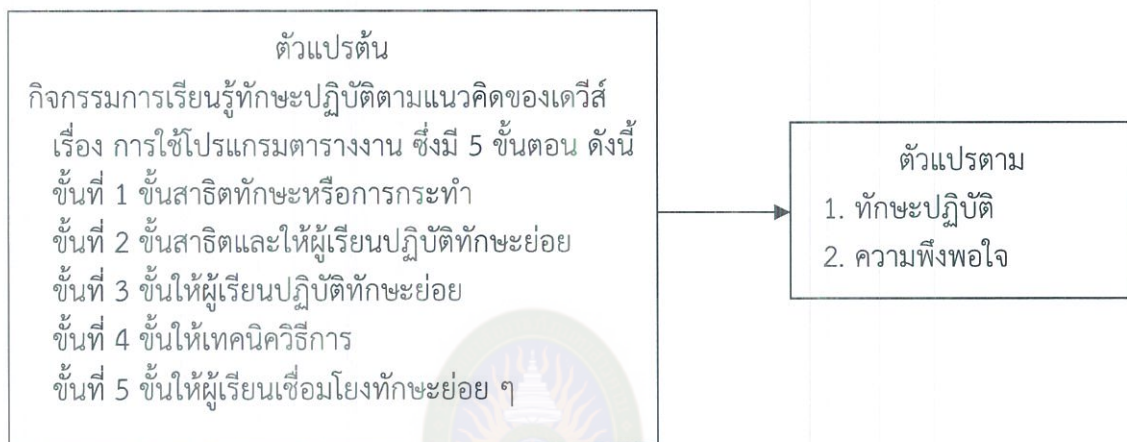 ตัวแปรต้น
กิจกรรมการเรียนรู้ทักษะปฏิบัติตามแนวคิดของเดวีส์
เรื่อง การใช้โปรแกรมตารางงาน ซึ่งมี 5 ขั้นตอน ดังนี้
ขั้นที่ 1 ขั้นสาธิตทักษะหรือการกระทำ
ขั้นที่ 2 ขั้นสาธิตและให้ผู้เรียนปฏิบัติทักษะย่อย
ขั้นที่ 3 ขั้นให้ผู้เรียนปฏิบัติทักษะย่อย
ขั้นที่ 4 ขั้นให้เทคนิควิธีการ
ขั้นที่ 5 ขั้นให้ผู้เรียนเชื่อมโยงทักษะย่อย ๆ
ตัวแปรตาม
1. ทักษะปฏิบัติ
2. ความพึงพอใจ